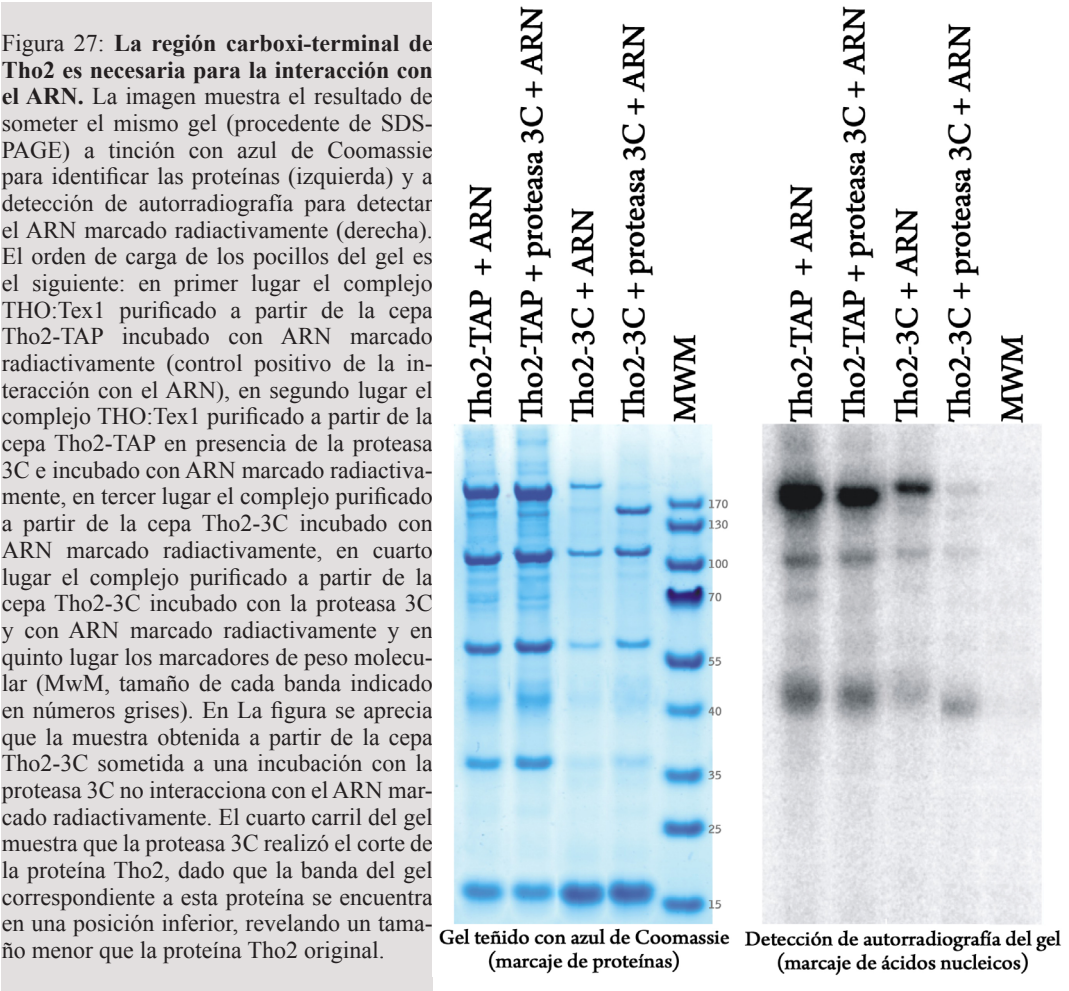 Figura 27: La región carboxi-terminal de
Tho2 es necesaria para la interacción con
el ARN. La imagen muestra el resultado de
someter el mismo gel (procedente de SDS-
PAGE) a tinción con azul de Coomassie
para identificar las proteínas (izquierda) y a
detección de autorradiografía para detectar
el ARN marcado radiactivamente (derecha).
El orden de carga de los pocillos del gel es
el siguiente: en primer lugar el complejo
THO:Tex1 purificado a partir de la cepa
Tho2-TAP incubado con ARN marcado
radiactivamente (control positivo de la in-
teracción con el ARN), en segundo lugar el
complejo THO:Tex1 purificado a partir de la
cepa Tho2-TAP en presencia de la proteasa
3C e incubado con ARN marcado radiactiva-
mente, en tercer lugar el complejo purificado
a partir de la cepa Tho2-3C incubado con
ARN marcado radiactivamente, en cuarto
lugar el complejo purificado a partir de la
cepa Tho2-3C incubado con la proteasa 3C
y con ARN marcado radiactivamente y en
quinto lugar los marcadores de peso molecu-
lar (MwM, tamaño de cada banda indicado
en números grises). En La figura se aprecia
que la muestra obtenida a partir de la cepa
Tho2-3C sometida a una incubación con la
proteasa 3C no interacciona con el ARN mar-
cado radiactivamente. El cuarto carril del gel
muestra que la proteasa 3C realizó el corte de
la proteína Tho2, dado que la banda del gel
correspondiente a esta proteína se encuentra
en una posición inferior, revelando un tama-
ño menor que la proteína Tho2 original.
Tho2-TAP + ARN
Tho2-TAP + proteasa 3C + ARN
Tho2-3C + ARN
Tho2-3C + proteasa 3C + ARN
MWM
170
130
100
70
55
40
35
25
15
Gel teñido con azul de Coomassie
(marcaje de proteínas)
Tho2-TAP + ARN
Tho2-TAP + proteasa 3C + ARN
Tho2-3C + ARN
Tho2-3C + proteasa 3C + ARN
MWM
Detección de autorradiografía del gel
(marcaje de ácidos nucleicos)